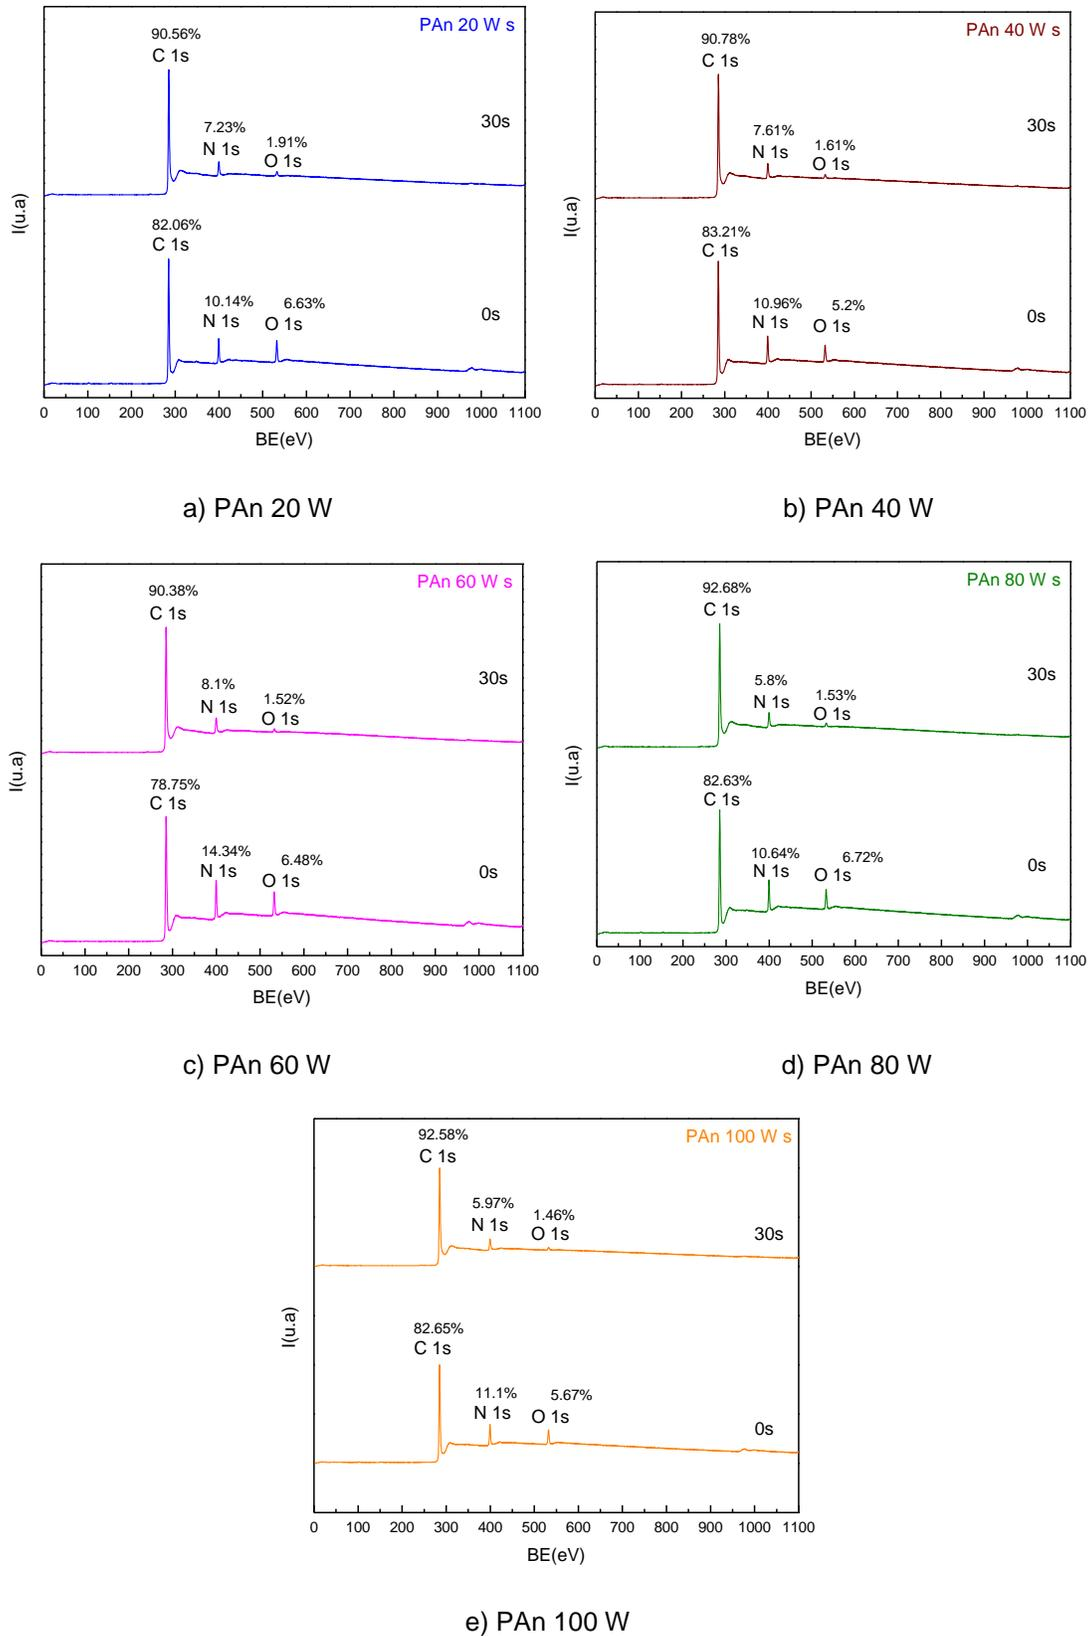 PAn 20 W s
90.56%
C 1s
7.23%
N 1s
1.91%
O 1s
30s
82.06%
C 1s
10.14%
N 1s
6.63%
O 1s
0s
I(u.a)
0 100 200 300 400 500 600 700 800 900 1000 1100
BE(eV)
a) PAn 20 W
PAn 40 W s
90.78%
C 1s
7.61%
N 1s
1.61%
O 1s
30s
83.21%
C 1s
10.96%
N 1s
5.2%
O 1s
0s
I(u.a)
0 100 200 300 400 500 600 700 800 900 1000 1100
BE(eV)
b) PAn 40 W
PAn 60 W s
90.38%
C 1s
8.1%
N 1s
1.52%
O 1s
30s
78.75%
C 1s
14.34%
N 1s
6.48%
O 1s
0s
I(u.a)
0 100 200 300 400 500 600 700 800 900 1000 1100
BE(eV)
c) PAn 60 W
PAn 80 W s
92.68%
C 1s
5.8%
N 1s
1.53%
O 1s
30s
82.63%
C 1s
10.64%
N 1s
6.72%
O 1s
0s
I(u.a)
0 100 200 300 400 500 600 700 800 900 1000 1100
BE(eV)
d) PAn 80 W
PAn 100 W s
92.58%
C 1s
5.97%
N 1s
1.46%
O 1s
30s
82.65%
C 1s
11.1%
N 1s
5.67%
O 1s
0s
I(u.a)
0 100 200 300 400 500 600 700 800 900 1000 1100
BE(eV)
e) PAn 100 W